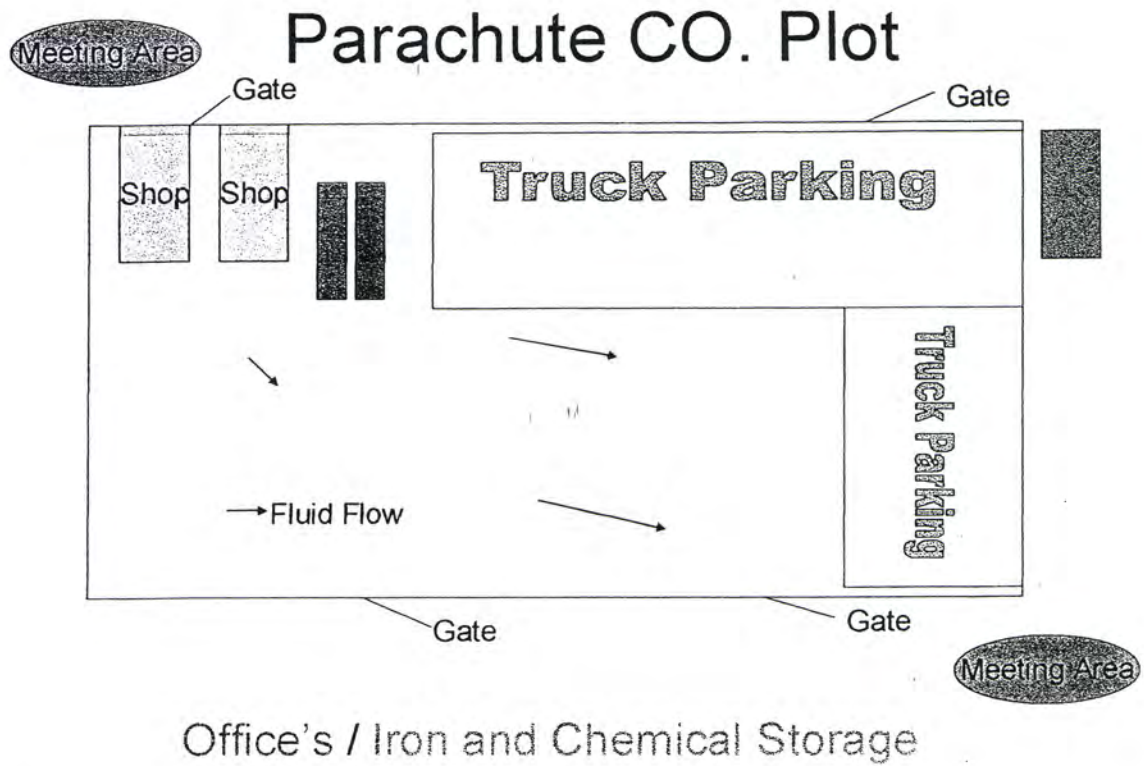 Parachute CO. Plot
Meeting Area
Gate
Gate
Shop
Shop
Truck Parking
Truck Parking
Fluid Flow
Gate
Gate
Meeting Area
Office's / Iron and Chemical Storage